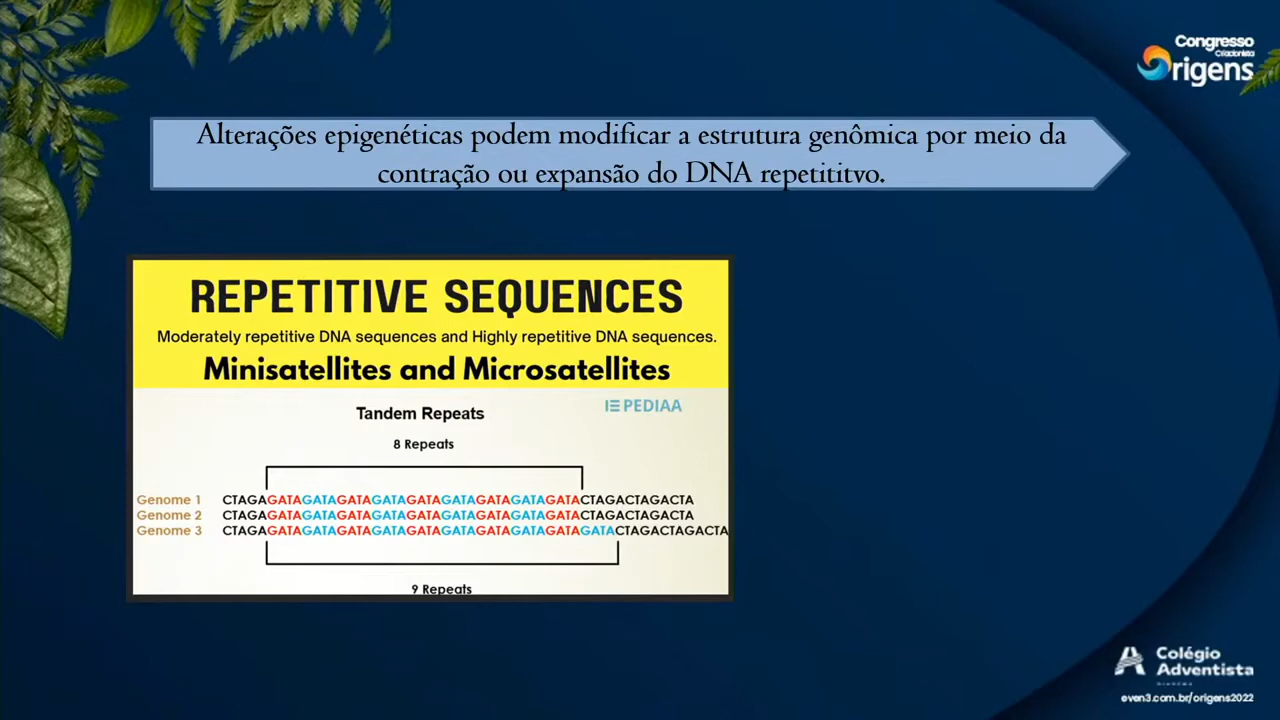 Congresso
Criacionista
Origens
Alterações epigenéticas podem modificar a estrutura genômica por meio da
contração ou expansão do DNA repetititvo.
REPETITIVE SEQUENCES
Moderately repetitive DNA sequences and Highly repetitive DNA sequences.
Minisatellites and Microsatellites
PEDIAA
Tandem Repeats
8 Repeats
Genome 1 CTAGAGATAGATAGATAGATAGATAGATAGATAGATAGATACTAGACTAGACTA
Genome 2 CTAGAGATAGATAGATAGATAGATAGATAGATAGATAGATACTAGACTAGACTA
Genome 3 CTAGAGATAGATAGATAGATAGATAGATAGATAGATAGATAGATACTAGACTAGACTA
9 Repeats
Colégio
Adventista
even3.com.br/origens2022